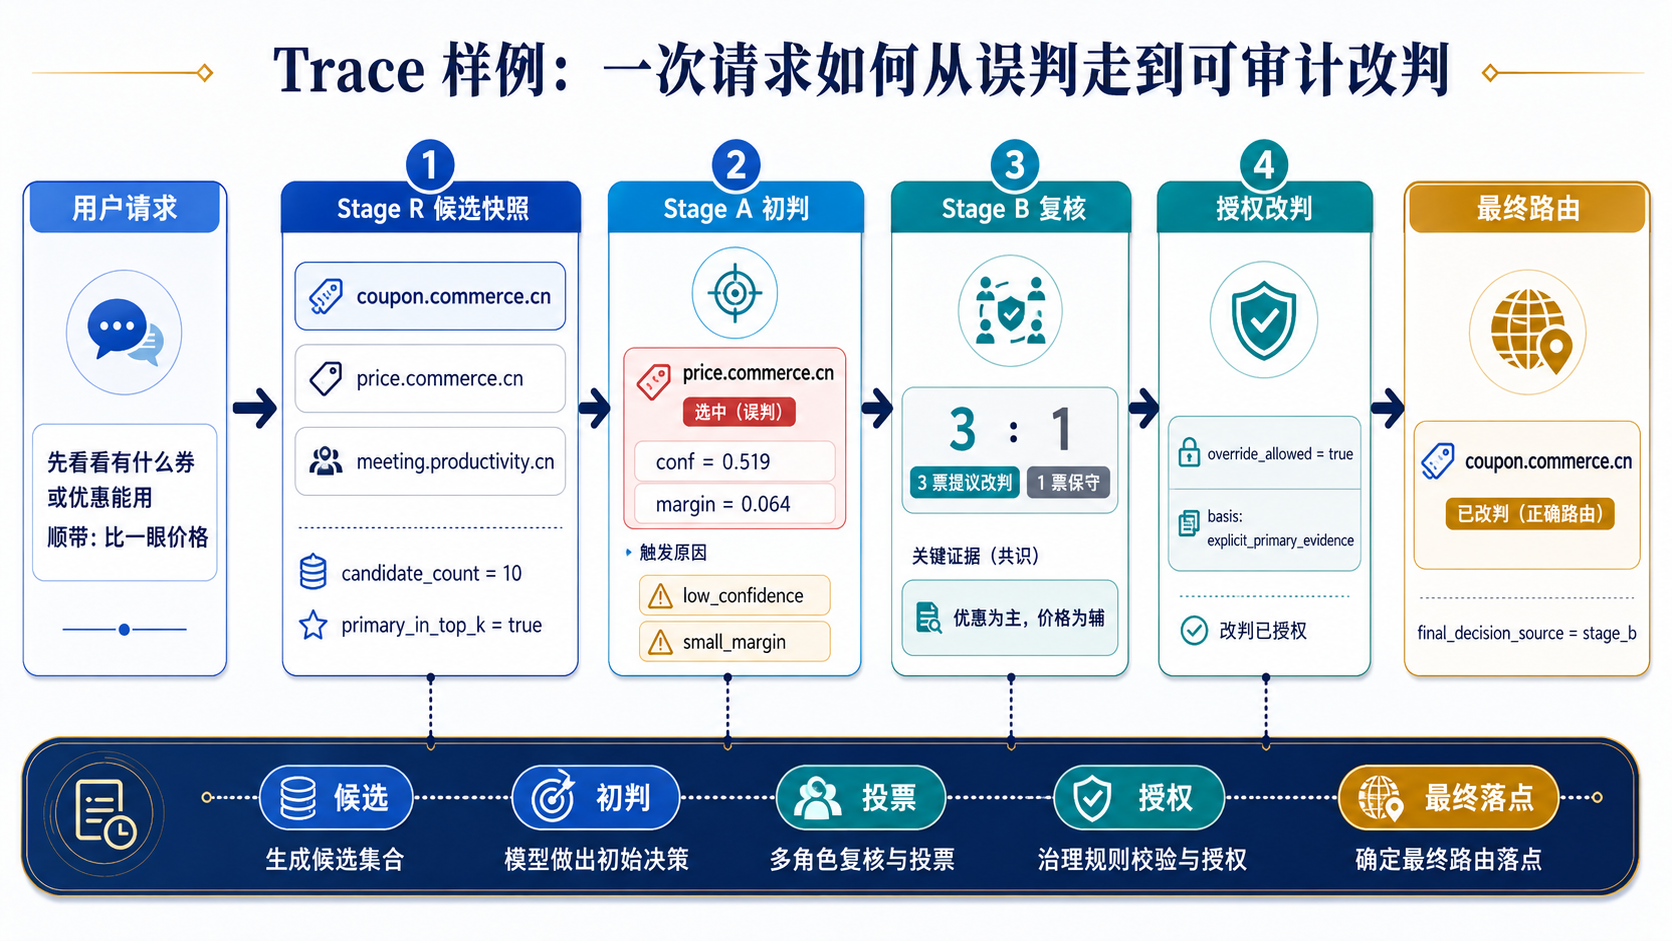 Trace 样例：一次请求如何从误判走到可审计改判
用户请求
先看看有什么券
或优惠能用
顺带：比一眼价格
1
Stage R 候选快照
coupon.commerce.cn
price.commerce.cn
meeting.productivity.cn
candidate_count = 10
primary_in_top_k = true
2
Stage A 初判
price.commerce.cn
选中（误判）
conf = 0.519
margin = 0.064
触发原因
low_confidence
small_margin
3
Stage B 复核
3 : 1
3 票提议改判
1 票保守
关键证据（共识）
优惠为主，价格为辅
4
授权改判
override_allowed = true
basis:
explicit_primary_evidence
改判已授权
最终路由
coupon.commerce.cn
已改判（正确路由）
final_decision_source = stage_b
候选
生成候选集合
初判
模型做出初始决策
投票
多角色复核与投票
授权
治理规则校验与授权
最终落点
确定最终路由落点